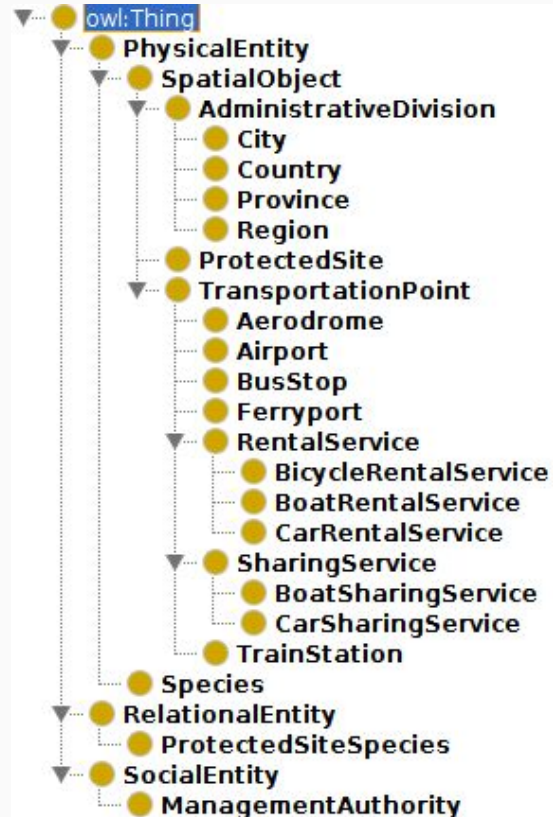 owl:Thing
PhysicalEntity
SpatialObject
AdministrativeDivision
City
Country
Province
Region
ProtectedSite
TransportationPoint
Aerodrome
Airport
BusStop
Ferryport
RentalService
BicycleRentalService
BoatRentalService
CarRentalService
SharingService
BoatSharingService
CarSharingService
TrainStation
Species
RelationalEntity
ProtectedSiteSpecies
SocialEntity
ManagementAuthority